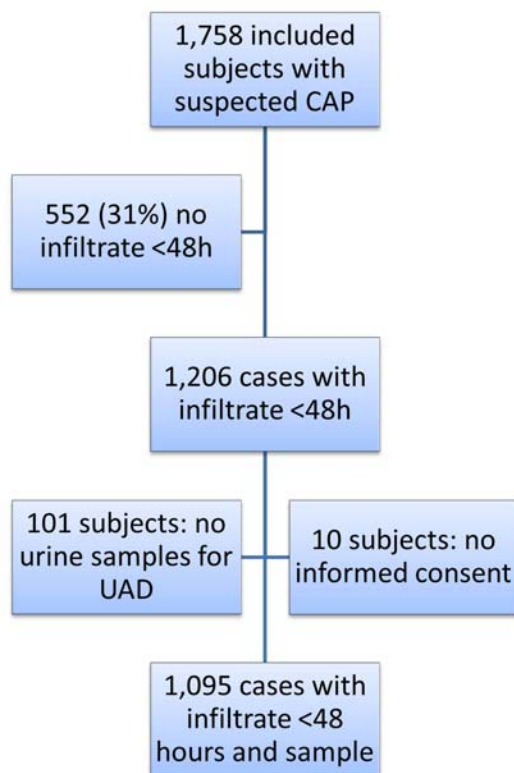 1,758 included
subjects with
suspected CAP
552 (31%) no
infiltrate <48h
1,206 cases with
infiltrate <48h
101 subjects: no
urine samples for
UAD
10 subjects: no
informed consent
1,095 cases with
infiltrate <48
hours and sample